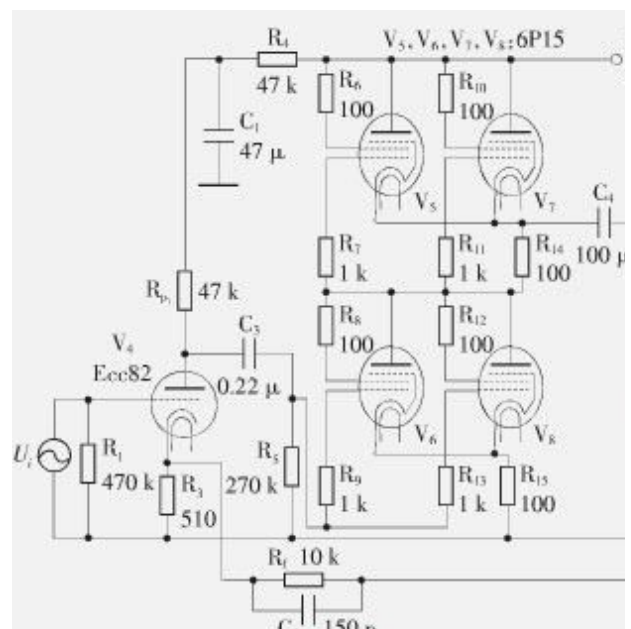 R₄
47 k
V₅, V₆, V₇, V₈:6P15
R₆
100
R₁₀
100
C₁
47 μ
V₅
V₇
C₄
100 μ
R₇
1 k
R₁₁
1 k
R₁₄
100
47 k
R₈
100
R₁₂
100
V₄
Ecc82
C₃
0.22 μ
V₆
V₈
Uᵢ
R₁
470 k
R₃
510
R₅
270 k
R₉
1 k
R₁₃
1 k
R₁₅
100
R_f 10 k
C
150 p